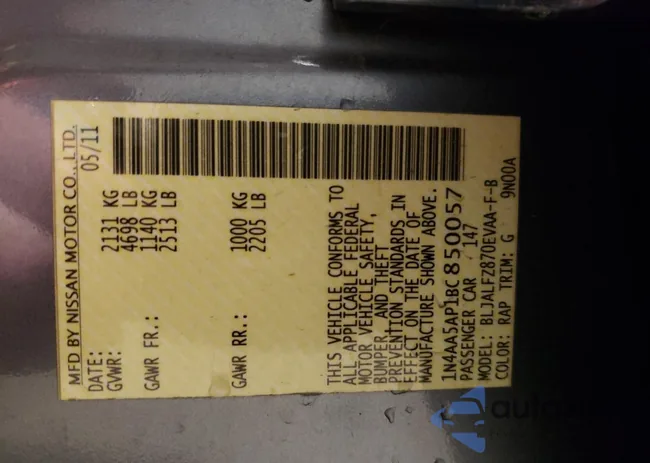 MFD BY NISSAN MOTOR CO.,LTD.
DATE: 05/11
GVWR: 2131 KG
4698 LB
GAWR FR.: 1140 KG
2513 LB
GAWR RR.: 1000 KG
2205 LB
THIS VEHICLE CONFORMS TO
ALL APPLICABLE FEDERAL
MOTOR VEHICLE SAFETY,
BUMPER, AND THEFT
PREVENTION STANDARDS IN
EFFECT ON THE DATE OF
MANUFACTURE SHOWN ABOVE.
1N4AA5AP1BC850057
PASSENGER CAR 147
MODEL: BLJALFZ870EVAA-F-B
COLOR: RAP TRIM: G 9N00A